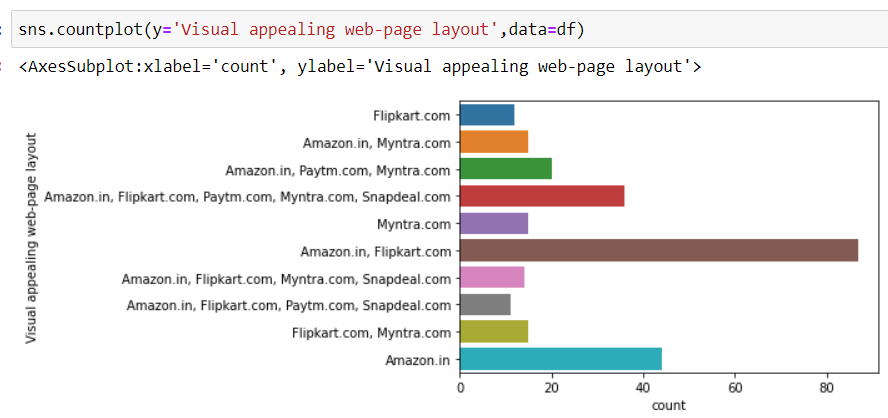 sns.countplot(y='Visual appealing web-page layout',data=df)
<AxesSubplot:xlabel='count', ylabel='Visual appealing web-page layout'>
Visual appealing web-page layout
Flipkart.com
Amazon.in, Myntra.com
Amazon.in, Paytm.com, Myntra.com
Amazon.in, Flipkart.com, Paytm.com, Myntra.com, Snapdeal.com
Myntra.com
Amazon.in, Flipkart.com
Amazon.in, Flipkart.com, Myntra.com, Snapdeal.com
Amazon.in, Flipkart.com, Paytm.com, Snapdeal.com
Flipkart.com, Myntra.com
Amazon.in
0 20 40 60 80
count